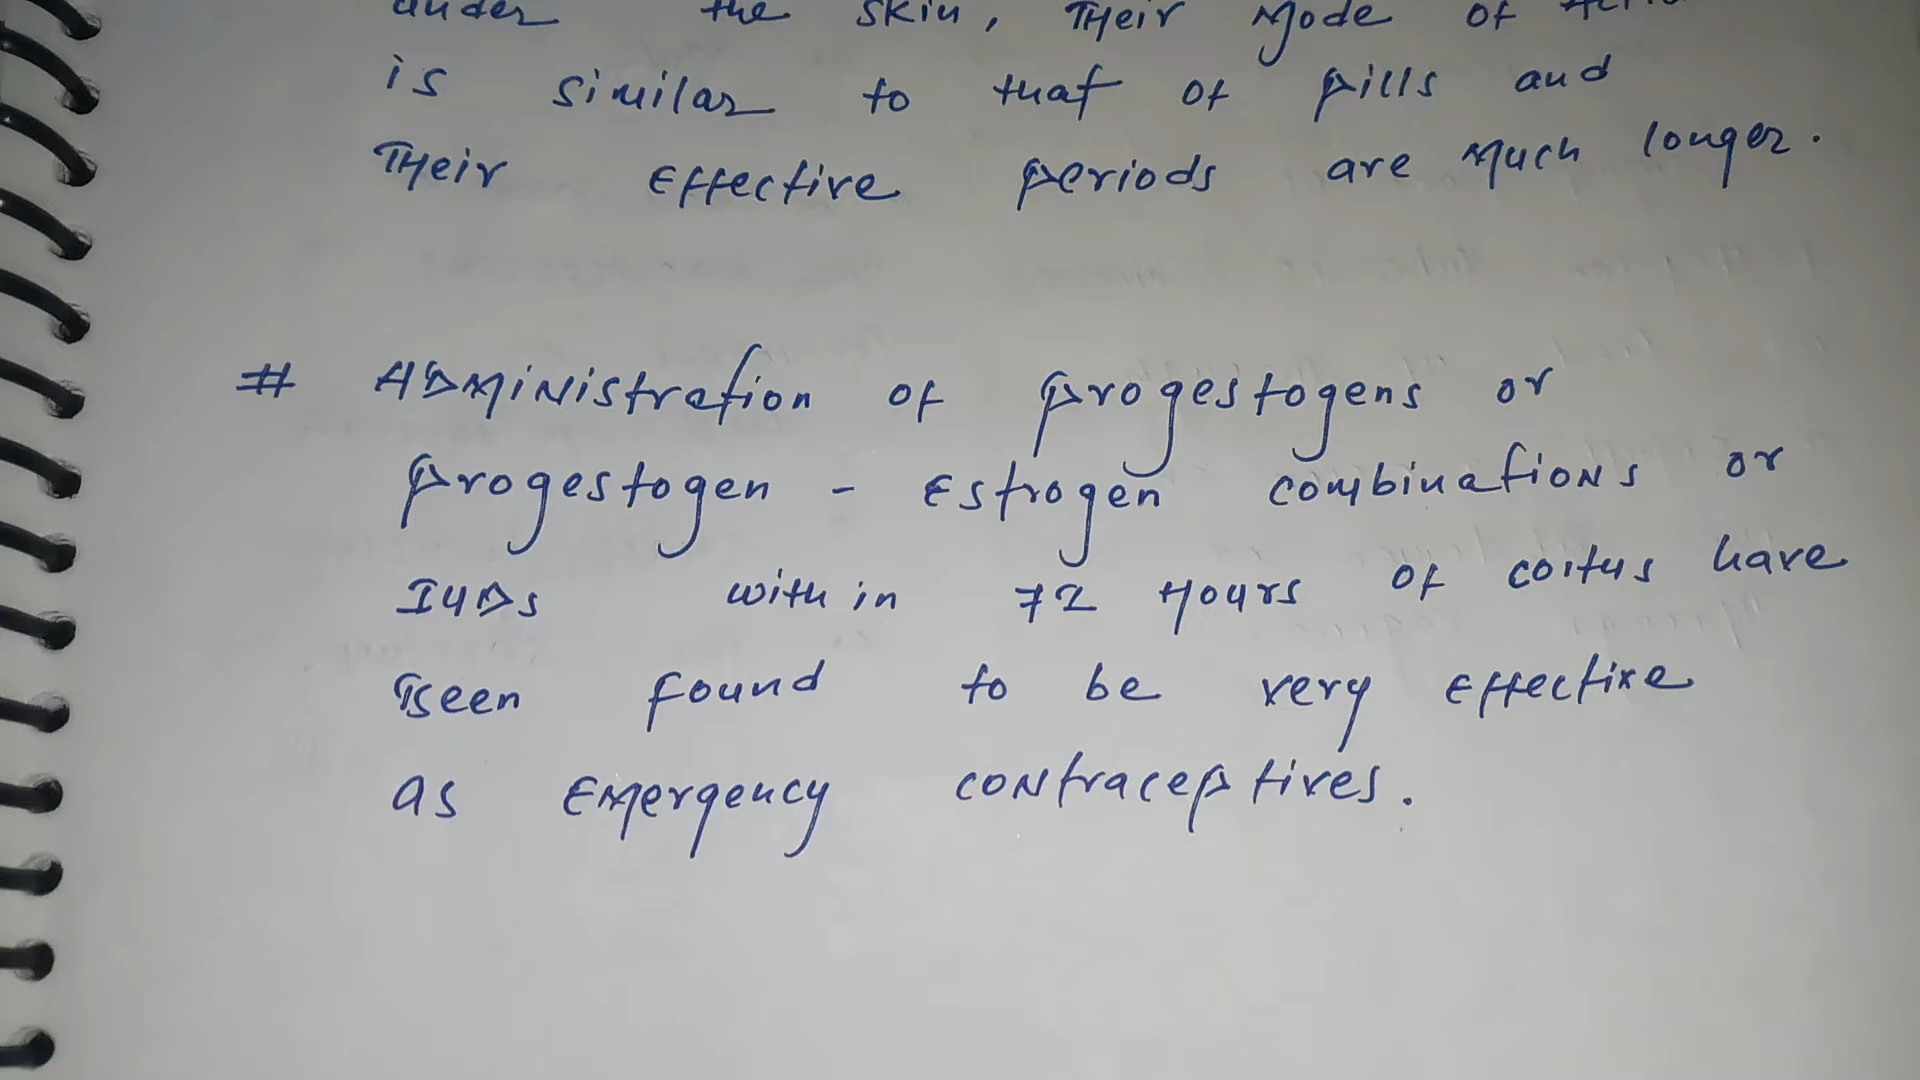 under the skin, Their Mode of
is similar to that of pills and
Their Effective periods are Much longer.
# ADMiNistration of progestogens or
progestogen - Estrogen combinations or
IUDs within 72 Hours of coitus have
Been found to be very Effective
as Emergency contraceptives.